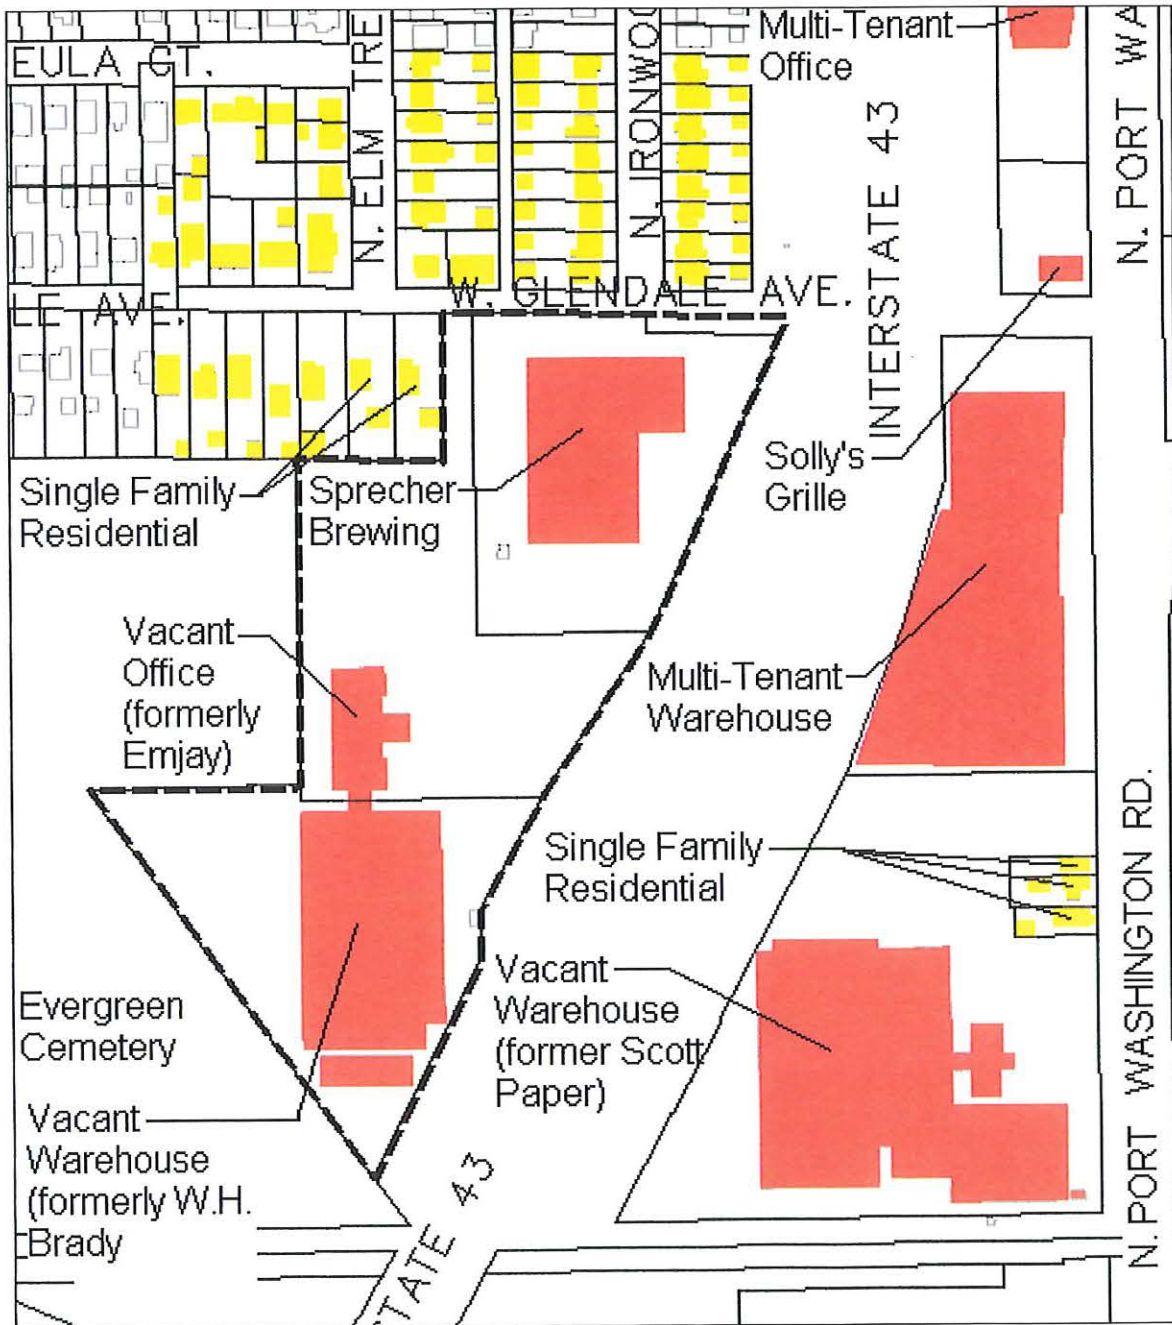 EULA CT.
N. ELM TRE
N. IRONWOO
Multi-Tenant
Office
INTERSTATE 43
N. PORT WA
LE AVE.
W. GLENDALE AVE.
Single Family
Residential
Sprecher
Brewing
Solly's
Grille
Vacant
Office
(formerly
Emjay)
Multi-Tenant
Warehouse
Single Family
Residential
N. PORT WASHINGTON RD.
Evergreen
Cemetery
Vacant
Warehouse
(former Scott
Paper)
Vacant
Warehouse
(formerly W.H.
Brady
STATE 43